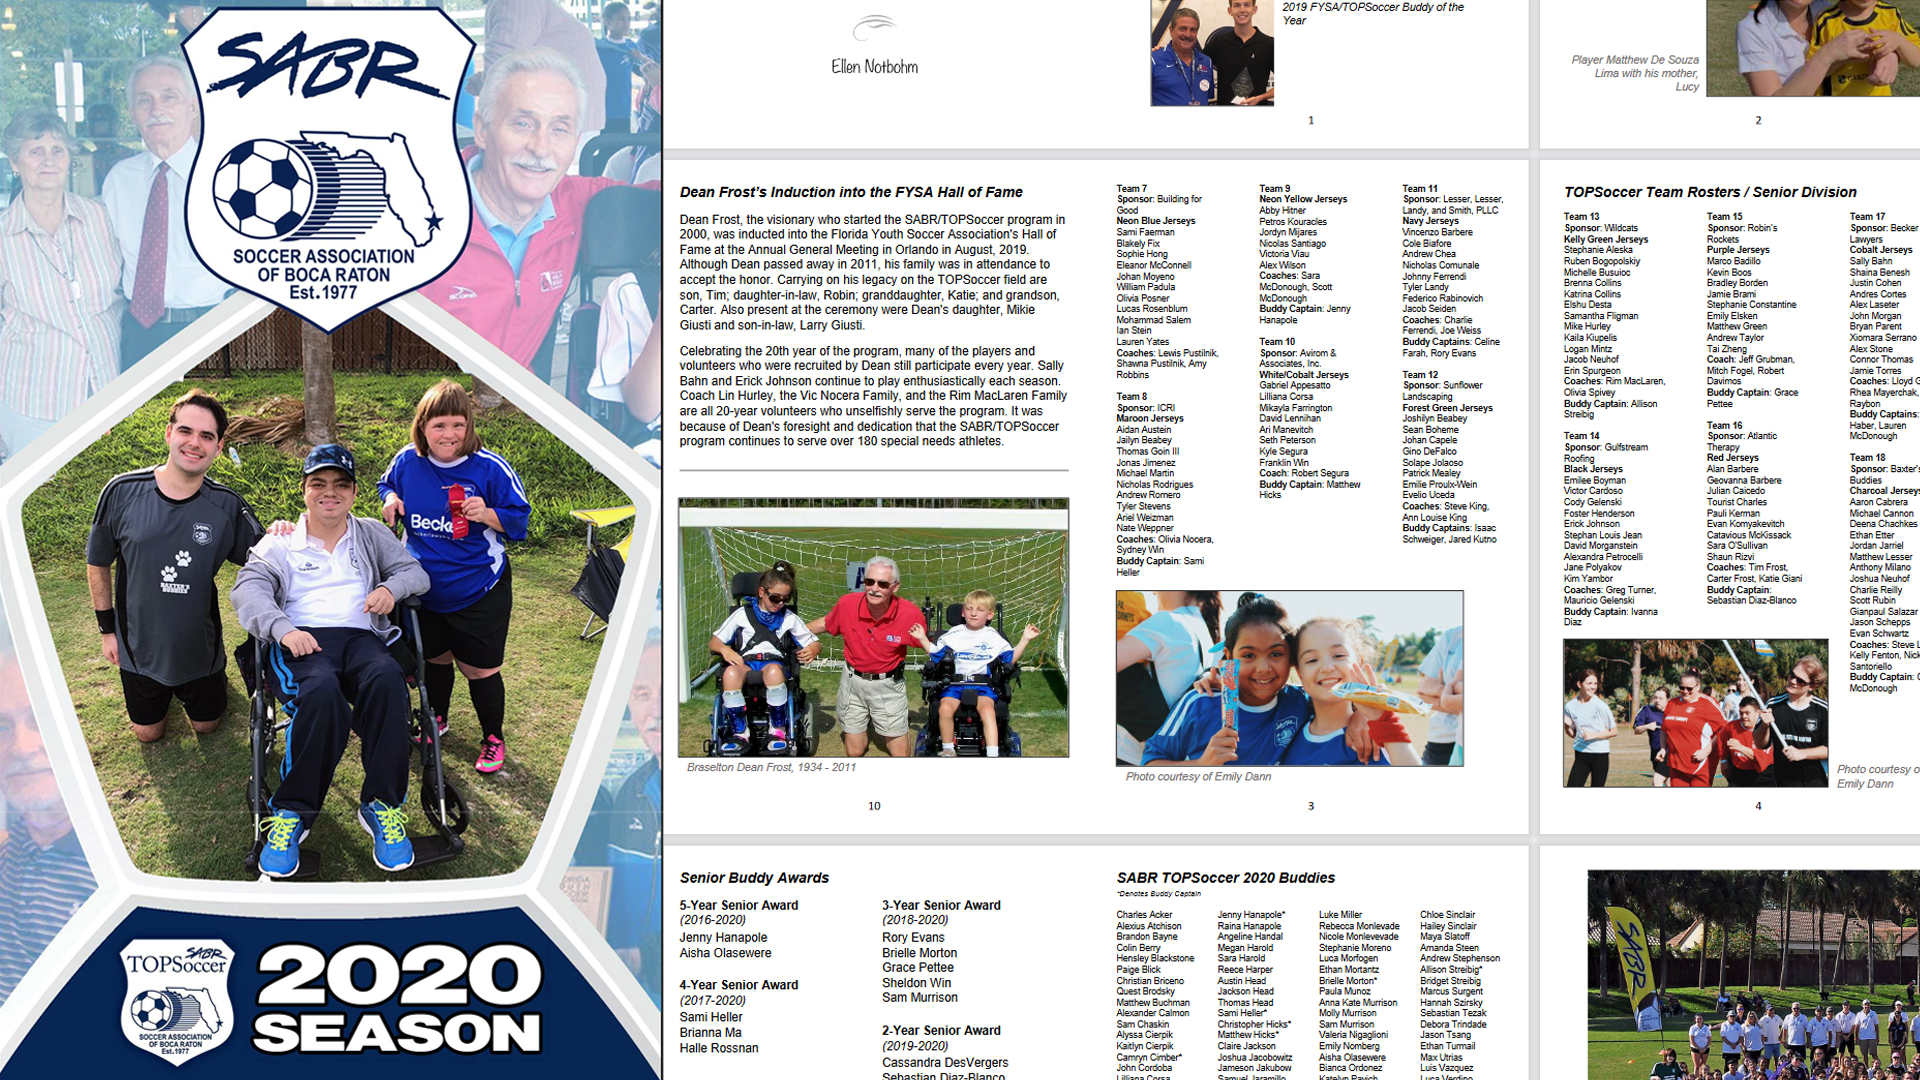 SABR
SOCCER ASSOCIATION
OF BOCA RATON
Est.1977
Becke
BAXTER'S
BUDDIES
SABR
TOPSoccer
SOCCER ASSOCIATION
OF BOCA RATON
Est.1977
2020
SEASON
Ellen Notbohm
2019 FYSA/TOPSoccer Buddy of the
Year
1
Player Matthew De Souza
Lima with his mother,
Lucy
2
Dean Frost's Induction into the FYSA Hall of Fame
Dean Frost, the visionary who started the SABR/TOPSoccer program in
2000, was inducted into the Florida Youth Soccer Association's Hall of
Fame at the Annual General Meeting in Orlando in August, 2019.
Although Dean passed away in 2011, his family was in attendance to
accept the honor. Carrying on his legacy on the TOPSoccer field are
son, Tim; daughter-in-law, Robin; granddaughter, Katie; and grandson,
Carter. Also present at the ceremony were Dean's daughter, Mikie
Giusti and son-in-law, Larry Giusti.
Celebrating the 20th year of the program, many of the players and
volunteers who were recruited by Dean still participate every year. Sally
Bahn and Erick Johnson continue to play enthusiastically each season.
Coach Lin Hurley, the Vic Nocera Family, and the Rim MacLaren Family
are all 20-year volunteers who unselfishly serve the program. It was
because of Dean's foresight and dedication that the SABR/TOPSoccer
program continues to serve over 180 special needs athletes.
Braselton Dean Frost, 1934 - 2011
10
Team 7
Sponsor: Building for
Good
Neon Blue Jerseys
Sami Faerman
Blakely Fix
Sophie Hong
Eleanor McConnell
Johan Moyeno
William Padula
Olivia Posner
Lucas Rosenblum
Mohammad Salem
Ian Stein
Lauren Yates
Coaches: Lewis Pustilnik,
Shawna Pustilnik, Amy
Robbins
Team 8
Sponsor: ICRI
Maroon Jerseys
Aidan Austein
Jailyn Beabey
Thomas Goin III
Jonas Jimenez
Michael Martin
Nicholas Rodrigues
Andrew Romero
Tyler Stevens
Ariel Weizman
Nate Weppner
Coaches: Olivia Nocera,
Sydney Win
Buddy Captain: Sami
Heller
Team 9
Neon Yellow Jerseys
Abby Hitner
Petros Kouracles
Jordyn Mijares
Nicolas Santiago
Victoria Viau
Alex Wilson
Coaches: Sara
McDonough, Scott
McDonough
Buddy Captain: Jenny
Hanapole
Team 10
Sponsor: Avirom &
Associates, Inc.
White/Cobalt Jerseys
Gabriel Appesatto
Lilliana Corsa
Mikayla Farrington
David Lennihan
Ari Manevitch
Seth Peterson
Kyle Segura
Franklin Win
Coach: Robert Segura
Buddy Captain: Matthew
Hicks
Team 11
Sponsor: Lesser, Lesser,
Landy, and Smith, PLLC
Navy Jerseys
Vincenzo Barbere
Cole Biafore
Andrew Chea
Nicholas Comunale
Johnny Ferrendi
Tyler Landy
Federico Rabinovich
Jacob Seiden
Coaches: Charlie
Ferrendi, Joe Weiss
Buddy Captains: Celine
Farah, Rory Evans
Team 12
Sponsor: Sunflower
Landscaping
Forest Green Jerseys
Joshilyn Beabey
Sean Boheme
Johan Capele
Gino DeFalco
Solape Jolaoso
Patrick Mealey
Emilie Proulx-Wein
Evelio Uceda
Coaches: Steve King,
Ann Louise King
Buddy Captains: Isaac
Schweiger, Jared Kutno
Photo courtesy of Emily Dann
3
TOPSoccer Team Rosters / Senior Division
Team 13
Sponsor: Wildcats
Kelly Green Jerseys
Stephanie Aleska
Ruben Bogopolskiy
Michelle Busuioc
Brenna Collins
Katrina Collins
Elshu Desta
Samantha Fligman
Mike Hurley
Kaila Kiupelis
Logan Mintz
Jacob Neuhof
Erin Spurgeon
Coaches: Rim MacLaren,
Olivia Spivey
Buddy Captain: Allison
Streibig
Team 14
Sponsor: Gulfstream
Roofing
Black Jerseys
Emilee Boyman
Victor Cardoso
Cody Gelenski
Foster Henderson
Erick Johnson
Stephan Louis Jean
David Morganstein
Alexandra Petrocelli
Jane Polyakov
Kim Yambor
Coaches: Greg Turner,
Mauricio Gelenski
Buddy Captain: Ivanna
Diaz
Team 15
Sponsor: Robin's
Rockets
Purple Jerseys
Marco Badillo
Kevin Boos
Bradley Borden
Jamie Brami
Stephanie Constantine
Emily Elsken
Matthew Green
Andrew Taylor
Tai Zheng
Coach: Jeff Grubman,
Mitch Fogel, Robert
Davimos
Buddy Captain: Grace
Pettee
Team 16
Sponsor: Atlantic
Therapy
Red Jerseys
Alan Barbere
Geovanna Barbere
Julian Caicedo
Tourist Charles
Pauli Kerman
Evan Komyakevitch
Catavious McKissack
Sara O'Sullivan
Shaun Rizvi
Coaches: Tim Frost,
Carter Frost, Katie Giani
Buddy Captain:
Sebastian Diaz-Blanco
Team 17
Sponsor: Becker
Lawyers
Cobalt Jerseys
Sally Bahn
Shaina Benesh
Justin Cohen
Andres Cortes
Alex Laseter
John Morgan
Bryan Parent
Xiomara Serrano
Alex Stone
Connor Thomas
Jamie Torres
Coaches: Lloyd G
Rhea Mayerchak,
Raybon
Buddy Captains:
Haber, Lauren
McDonough
Team 18
Sponsor: Baxter's
Buddies
Charcoal Jerseys
Aaron Cabrera
Michael Cannon
Deena Chachkes
Ethan Etter
Jordan Jarriel
Matthew Lesser
Anthony Milano
Joshua Neuhof
Charlie Reilly
Scott Rubin
Gianpaul Salazar
Jason Schepps
Evan Schwartz
Coaches: Steve L
Kelly Fenton, Nick
Santoriello
Buddy Captain: C
McDonough
Photo courtesy o
Emily Dann
4
Senior Buddy Awards
5-Year Senior Award
(2016-2020)
Jenny Hanapole
Aisha Olasewere
4-Year Senior Award
(2017-2020)
Sami Heller
Brianna Ma
Halle Rossnan
3-Year Senior Award
(2018-2020)
Rory Evans
Brielle Morton
Grace Pettee
Sheldon Win
Sam Murrison
2-Year Senior Award
(2019-2020)
Cassandra DesVergers
Sebastian Diaz-Blanco
SABR TOPSoccer 2020 Buddies
*Denotes Buddy Captain
Charles Acker
Alexius Atchison
Brandon Bayne
Colin Berry
Hensley Blackstone
Paige Blick
Christian Briceno
Quest Brodsky
Matthew Buchman
Alexander Calmon
Sam Chaskin
Alyssa Cierpik
Kaitlyn Cierpik
Camryn Cimber*
John Cordoba
Lilliana Corsa
Jenny Hanapole*
Raina Hanapole
Angeline Handal
Megan Harold
Sara Harold
Reece Harper
Austin Head
Jackson Head
Thomas Head
Sami Heller*
Christopher Hicks*
Matthew Hicks*
Claire Jackson
Joshua Jacobowitz
Jameson Jakubow
Samuel Jaramillo
Luke Miller
Rebecca Monlevade
Nicole Monlevevade
Stephanie Moreno
Luca Morfogen
Ethan Mortantz
Brielle Morton*
Paula Munoz
Anna Kate Murrison
Molly Murrison
Sam Murrison
Valeria Nigaglioni
Emily Nomberg
Aisha Olasewere
Bianca Ordonez
Katelyn Ravich
Chloe Sinclair
Hailey Sinclair
Maya Slatoff
Amanda Steen
Andrew Stephenson
Allison Streibig*
Bridget Streibig
Marcus Surgent
Hannah Szirsky
Sebastian Tezak
Debora Trindade
Jason Tsang
Ethan Turmail
Max Utrias
Luis Vazquez
Luca Verdino
SABR